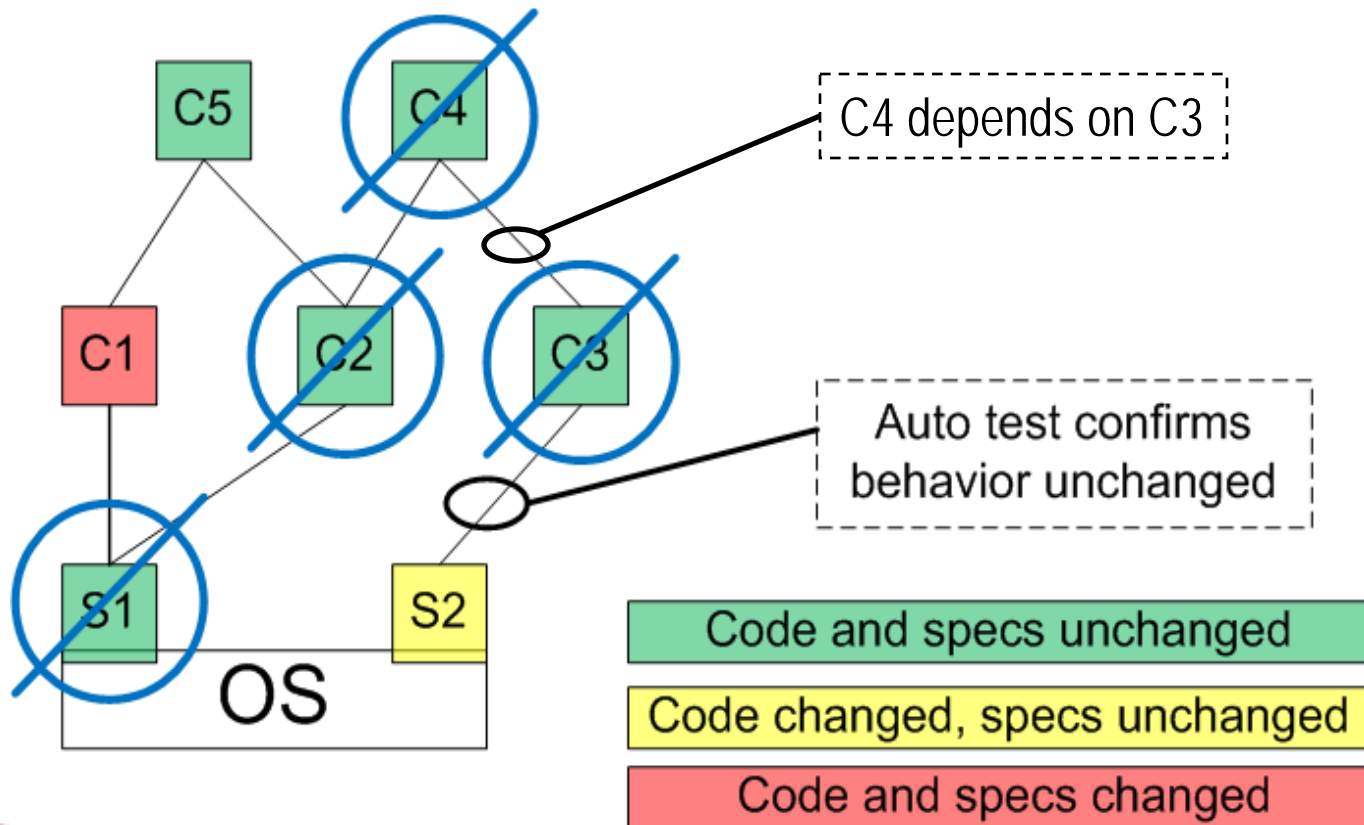 C5
C4
C4 depends on C3
C1
C2
C3
Auto test confirms
behavior unchanged
S1
S2
OS
Code and specs unchanged
Code changed, specs unchanged
Code and specs changed